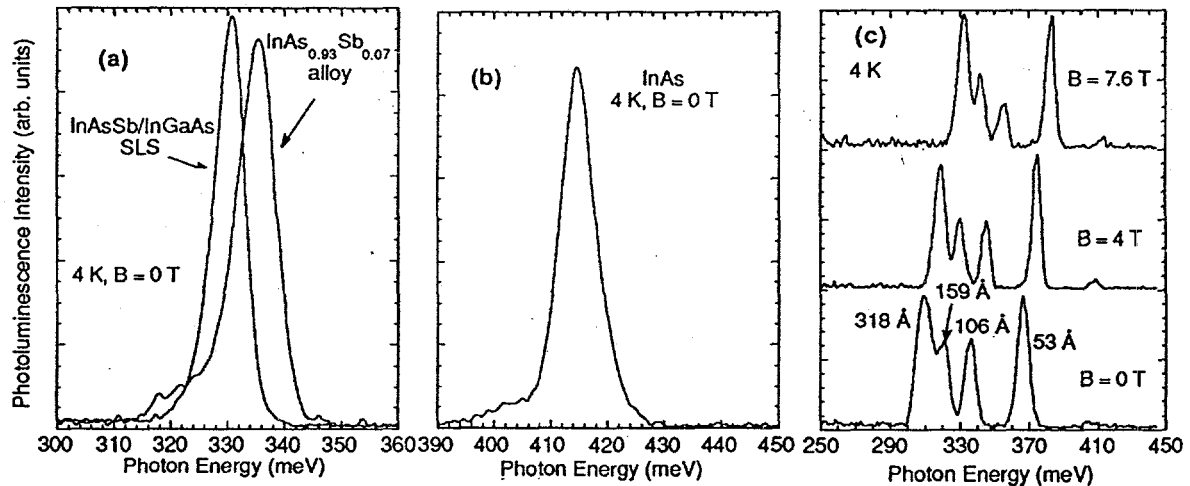 Photoluminescence Intensity (arb. units)
(a)
InAs0.93Sb0.07
alloy
InAsSb/InGaAs
SLS
4 K, B = 0 T
300 310 320 330 340 350 360
Photon Energy (meV)
(b)
InAs
4 K, B = 0 T
390 400 410 420 430 440 450
Photon Energy (meV)
(c)
4 K
B = 7.6 T
B = 4 T
159 Å
318 Å
106 Å
53 Å
B = 0 T
250 290 330 370 410 450
Photon Energy (meV)